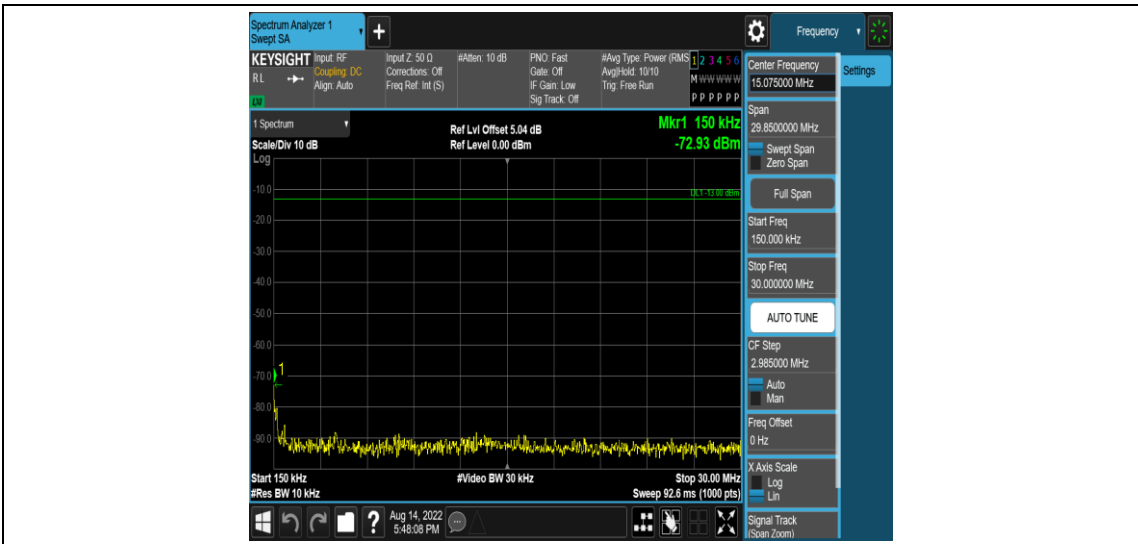 Spectrum Analyzer 1
Swept SA
+
Frequency
KEYSIGHT
RL
LXI
Input: RF
Coupling: DC
Align: Auto
Input Z: 50 Ω
Corrections: Off
Freq Ref: Int (S)
#Atten: 10 dB
PNO: Fast
Gate: Off
IF Gain: Low
Sig Track: Off
#Avg Type: Power (RMS
Avg|Hold: 10/10
Trig: Free Run
1 2 3 4 5 6
M W W W W W
P P P P P P
1 Spectrum
Scale/Div 10 dB
Ref Lvl Offset 5.04 dB
Ref Level 0.00 dBm
Mkr1 150 kHz
-72.93 dBm
Log
DL1 -13.00 dBm
-10.0
-20.0
-30.0
-40.0
-50.0
-60.0
-70.0
1
-80.0
-90.0
Start 150 kHz
#Res BW 10 kHz
#Video BW 30 kHz
Stop 30.00 MHz
Sweep 92.6 ms (1000 pts)
?
Aug 14, 2022
5:48:08 PM
Center Frequency
15.075000 MHz
Settings
Span
29.8500000 MHz
Swept Span
Zero Span
Full Span
Start Freq
150.000 kHz
Stop Freq
30.000000 MHz
AUTO TUNE
CF Step
2.985000 MHz
Auto
Man
Freq Offset
0 Hz
X Axis Scale
Log
Lin
Signal Track
(Span Zoom)